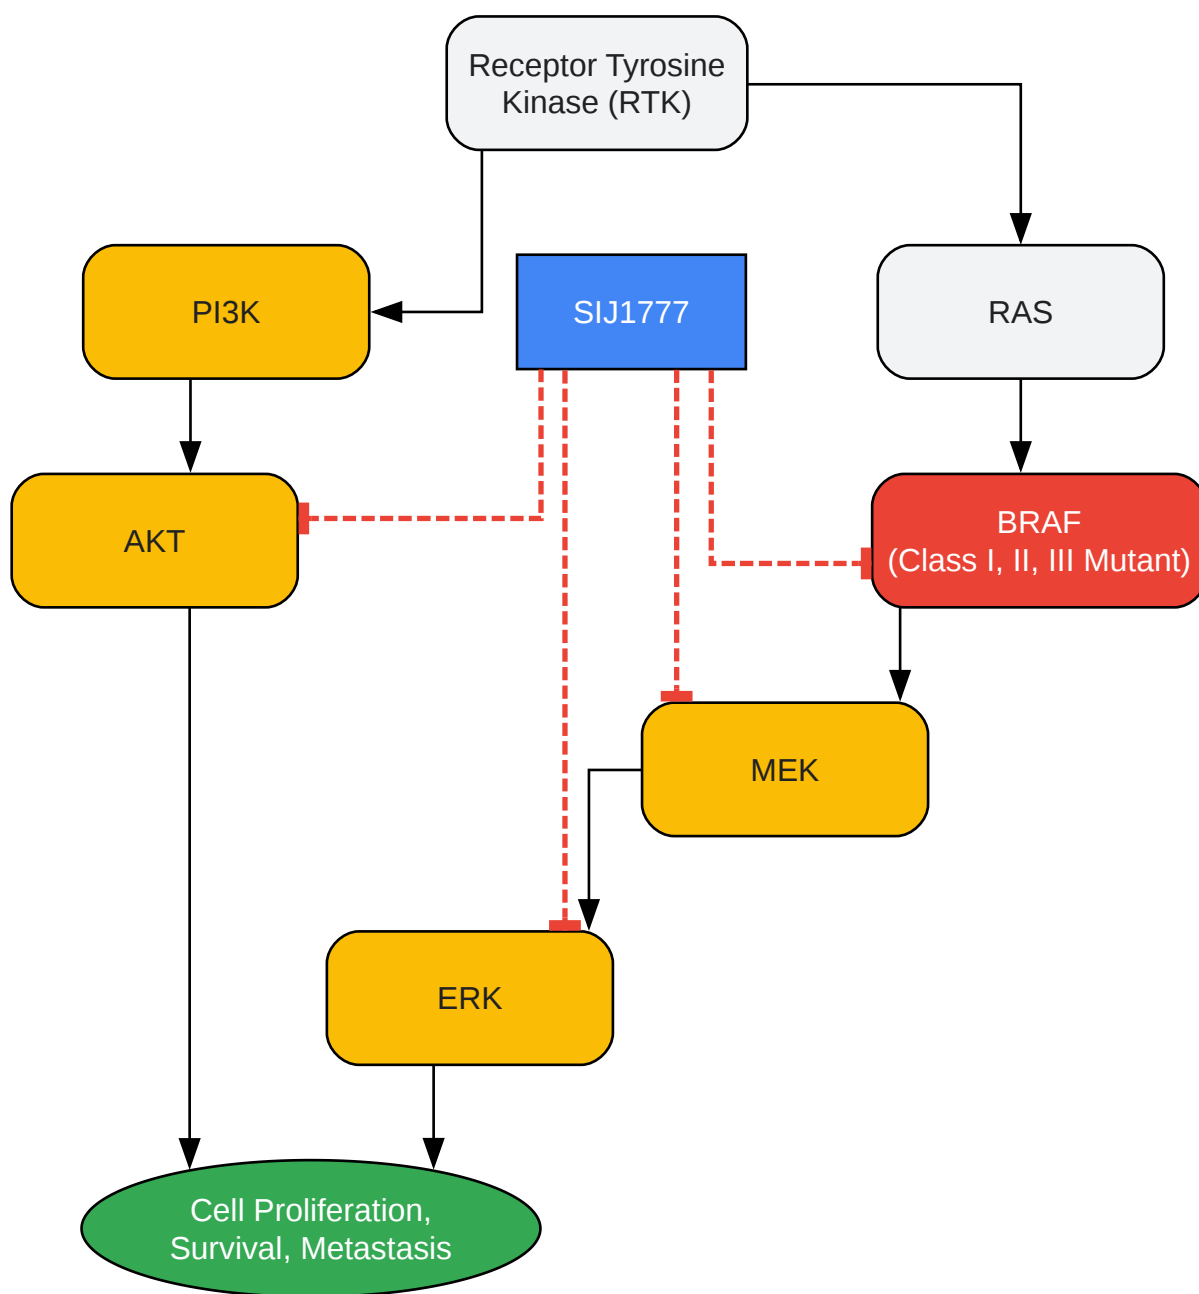 Receptor Tyrosine
Kinase (RTK)
PI3K
SIJ1777
RAS
AKT
BRAF
(Class I, II, III Mutant)
MEK
ERK
Cell Proliferation,
Survival, Metastasis